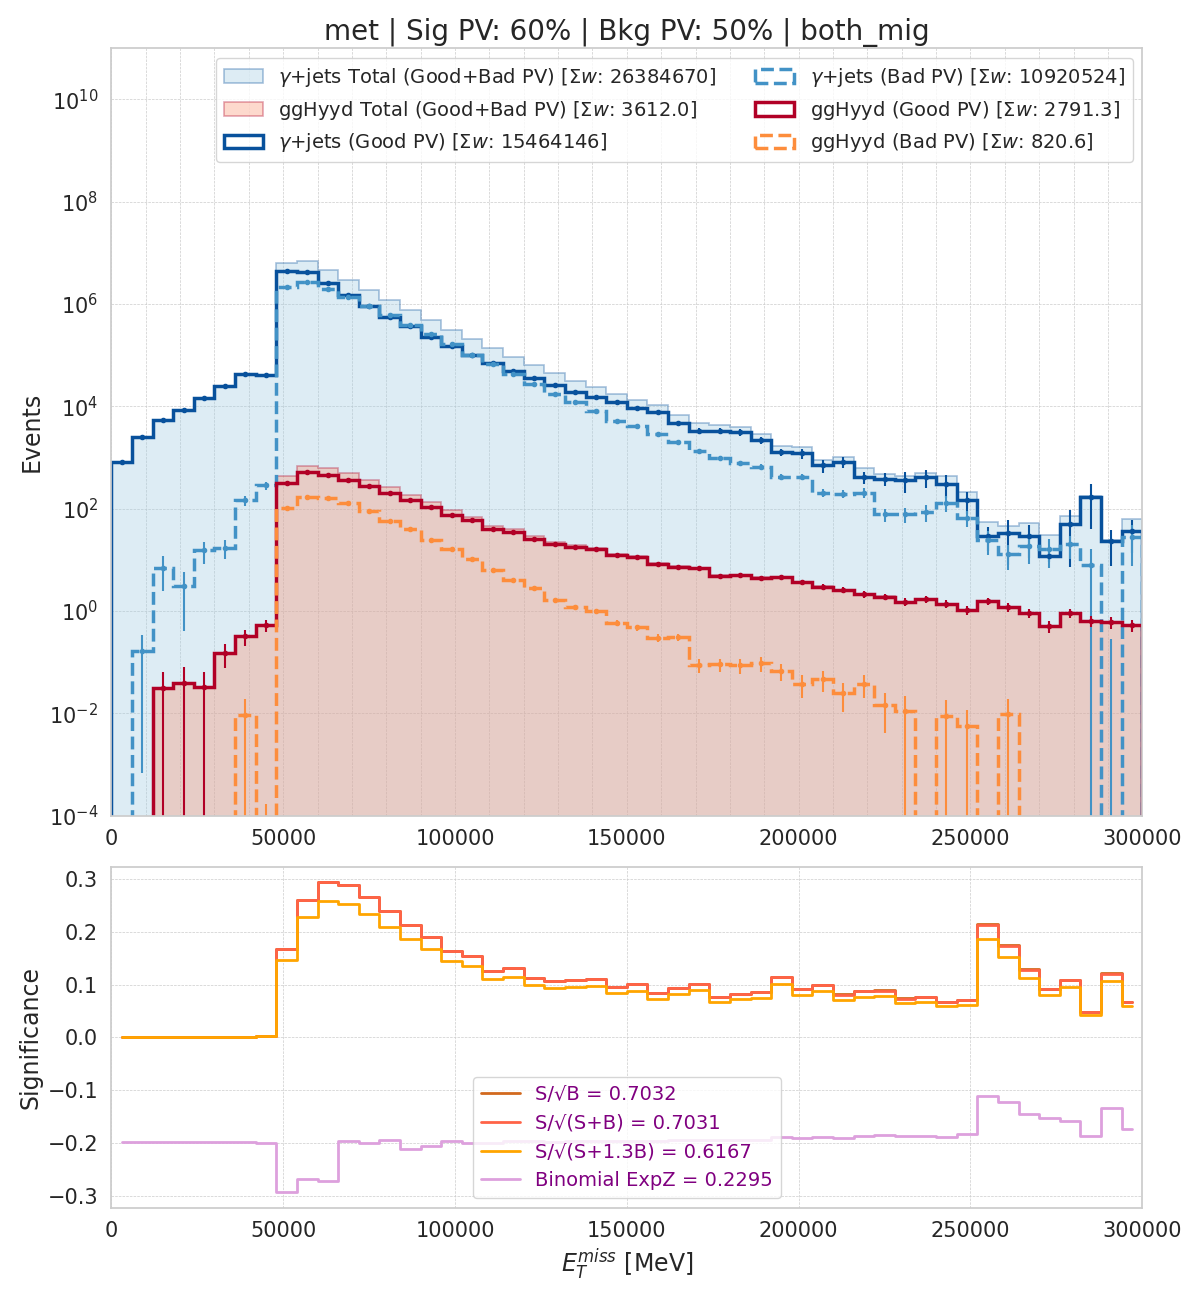 met | Sig PV: 60% | Bkg PV: 50% | both_mig
γ+jets Total (Good+Bad PV) [Σw: 26384670]
ggHyyd Total (Good+Bad PV) [Σw: 3612.0]
γ+jets (Good PV) [Σw: 15464146]
γ+jets (Bad PV) [Σw: 10920524]
ggHyyd (Good PV) [Σw: 2791.3]
ggHyyd (Bad PV) [Σw: 820.6]
Events
10^10
10^8
10^6
10^4
10^2
10^0
10^−2
10^−4
0 50000 100000 150000 200000 250000 300000
Significance
0.3
0.2
0.1
0.0
−0.1
−0.2
−0.3
S/√B = 0.7032
S/√(S+B) = 0.7031
S/√(S+1.3B) = 0.6167
Binomial ExpZ = 0.2295
0 50000 100000 150000 200000 250000 300000
E_T^miss [MeV]